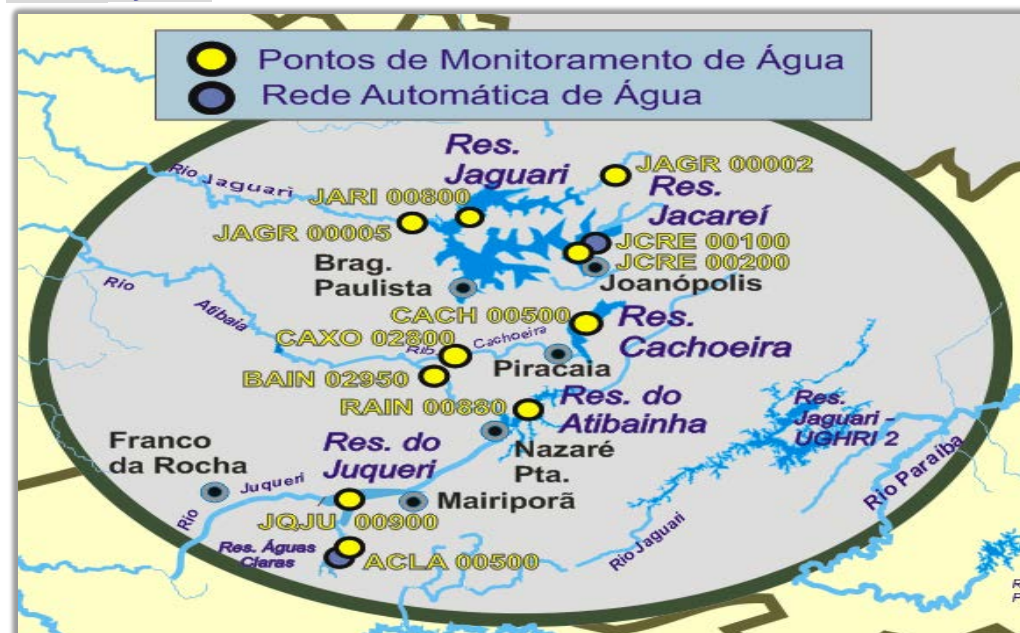 Pontos de Monitoramento de Água
Rede Automática de Água
Res.
Jaguari
JAGR 00002
Rio Jaguari
JARI 00800
Res.
Jacareí
JAGR 00005
JCRE 00100
JCRE 00200
Brag.
Paulista
Joanópolis
Rio
Atibaia
CACH 00500
Res.
Cachoeira
CAXO 02800
Rib.
Cachoeira
Piracaia
BAIN 02950
RAIN 00880
Res. do
Atibainha
Res.
Jaguari -
UGHRI 2
Franco
da Rocha
Res. do
Juqueri
Nazaré
Pta.
Rio Paraíba
Rio
Juqueri
Mairiporã
JQJU 00900
Rio Jaguari
Res. Águas
Claras
ACLA 00500
R
P